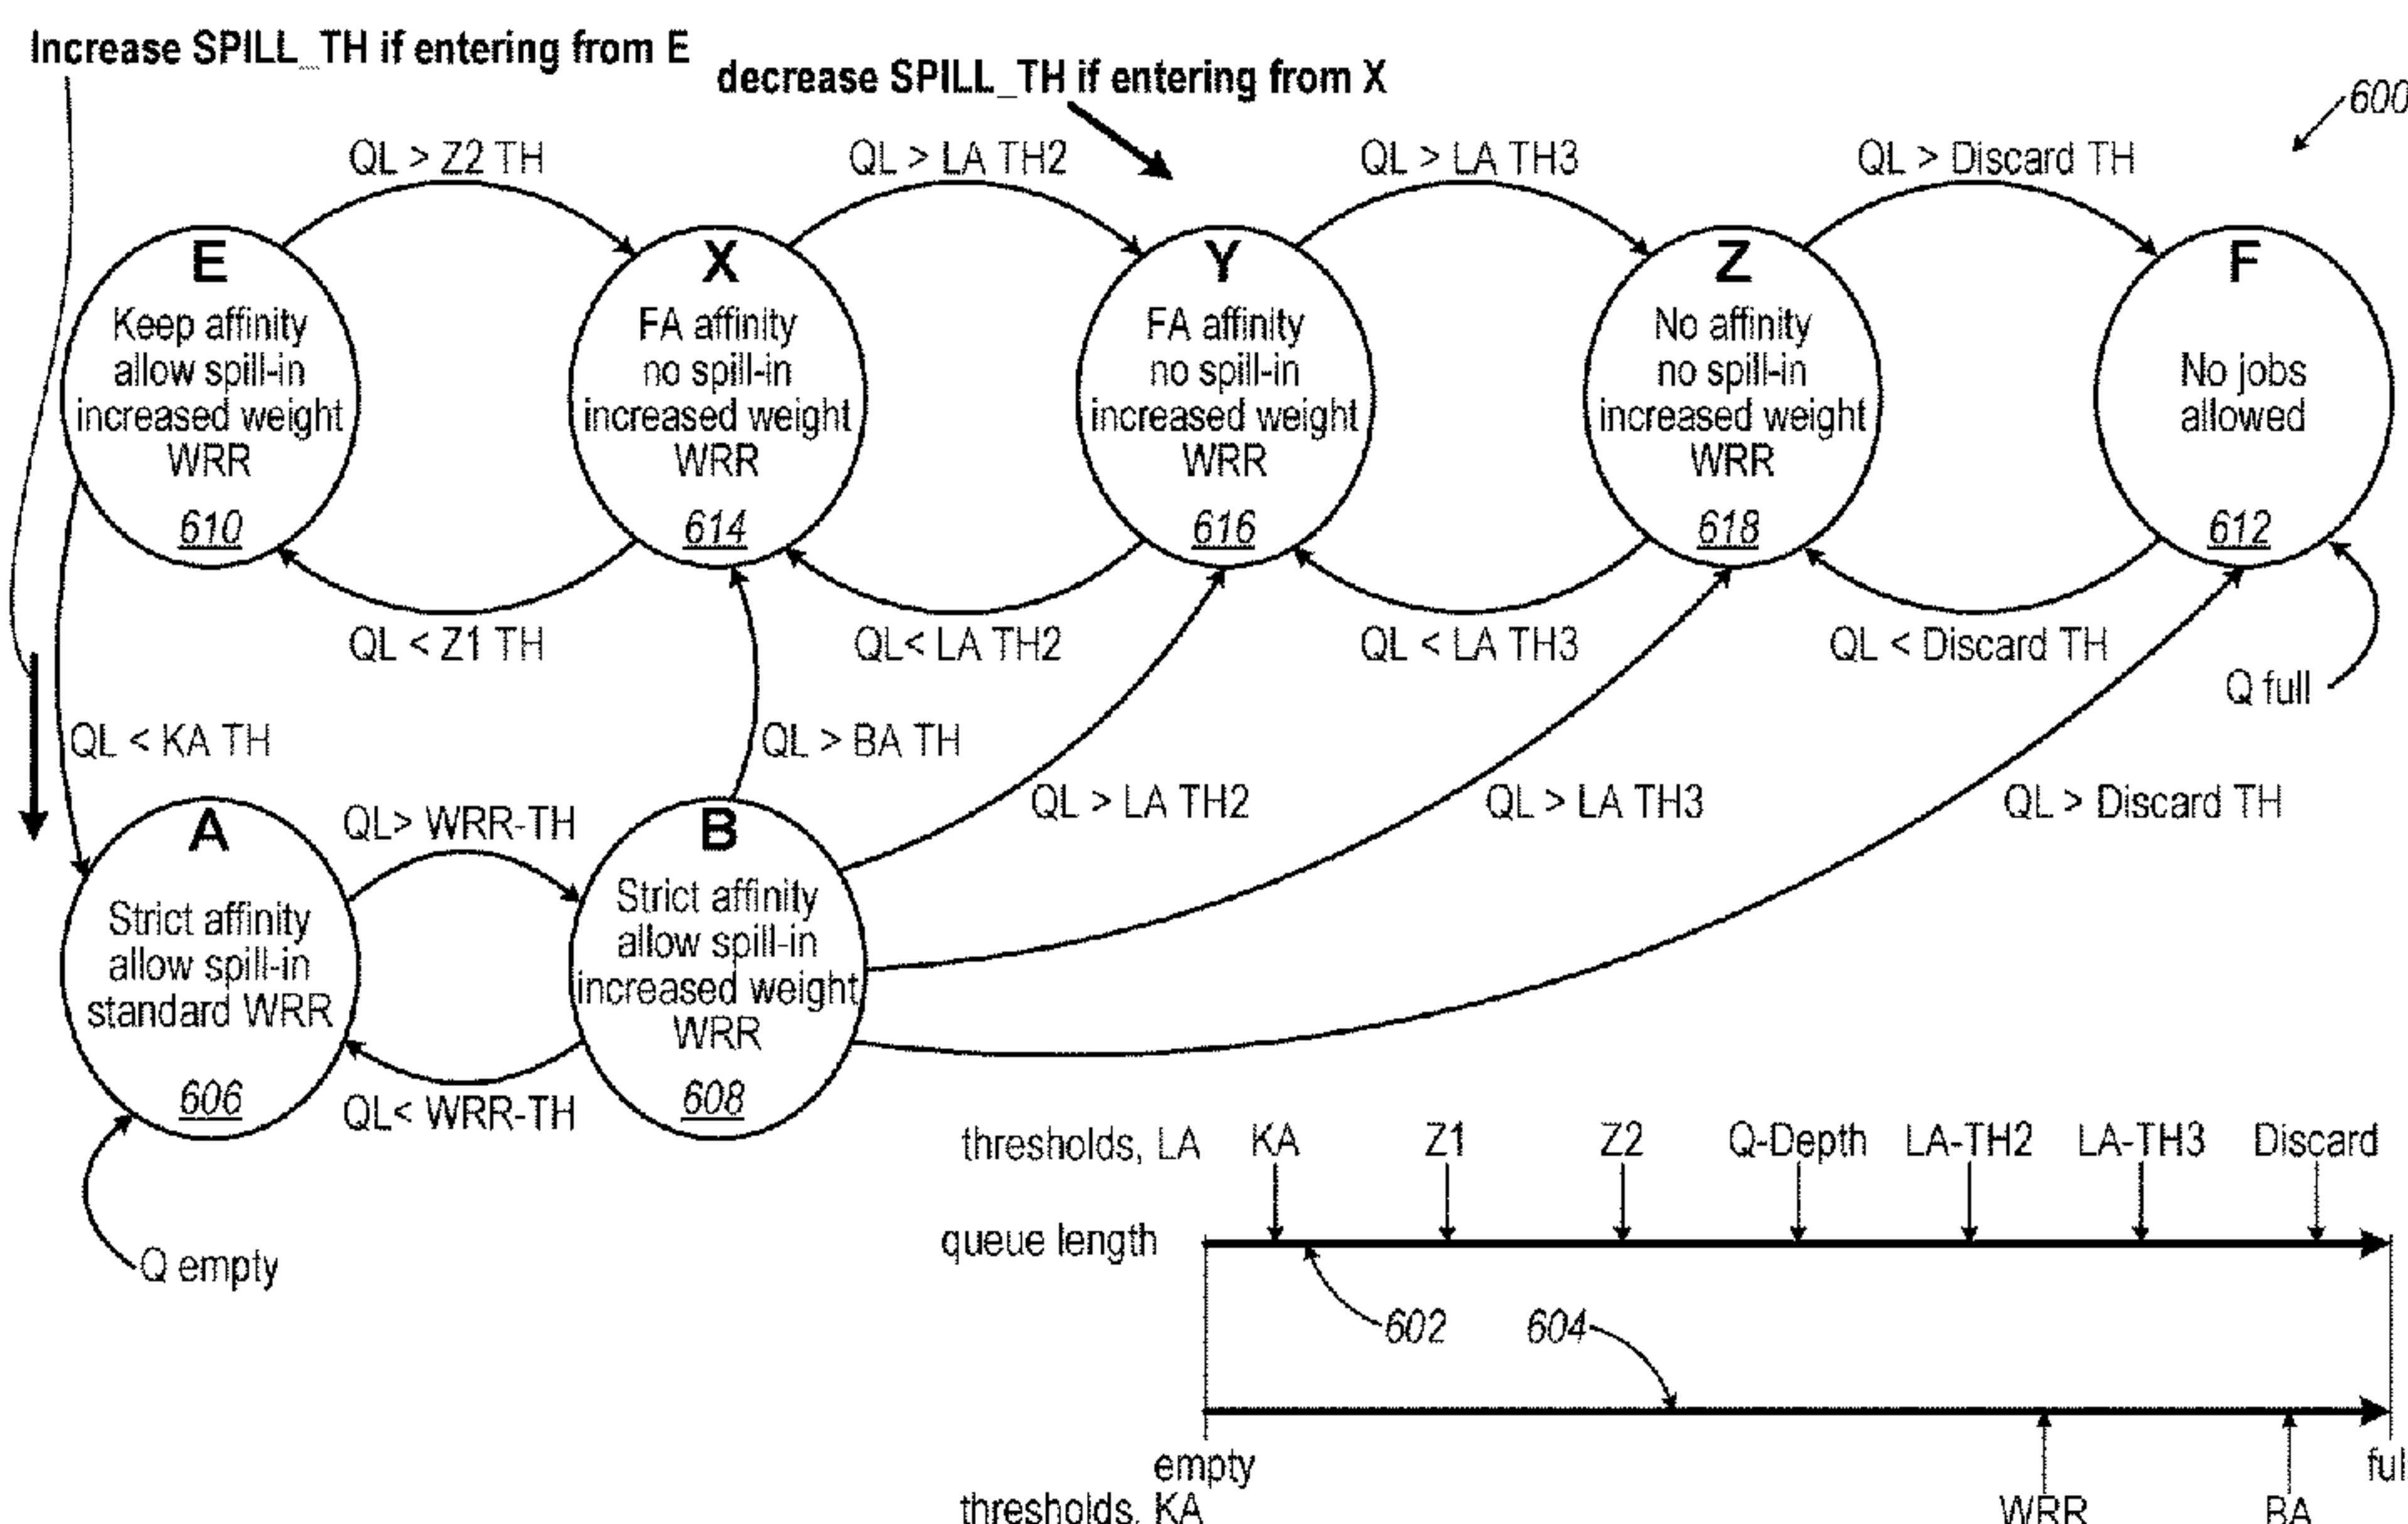 Increase SPILL_TH if entering from E
decrease SPILL_TH if entering from X
600
QL > Z2 TH
QL > LA TH2
QL > LA TH3
QL > Discard TH
E
Keep affinity
allow spill-in
increased weight
WRR
610
X
FA affinity
no spill-in
increased weight
WRR
614
Y
FA affinity
no spill-in
increased weight
WRR
616
Z
No affinity
no spill-in
increased weight
WRR
618
F
No jobs
allowed
612
QL < Z1 TH
QL< LA TH2
QL < LA TH3
QL < Discard TH
Q full
QL < KA TH
QL > BA TH
QL > LA TH2
QL > LA TH3
QL > Discard TH
A
Strict affinity
allow spill-in
standard WRR
606
QL> WRR-TH
QL< WRR-TH
B
Strict affinity
allow spill-in
increased weight
WRR
608
Q empty
thresholds, LA
KA
Z1
Z2
Q-Depth
LA-TH2
LA-TH3
Discard
queue length
602
604
empty
ful
thresholds, KA
WRR
BA